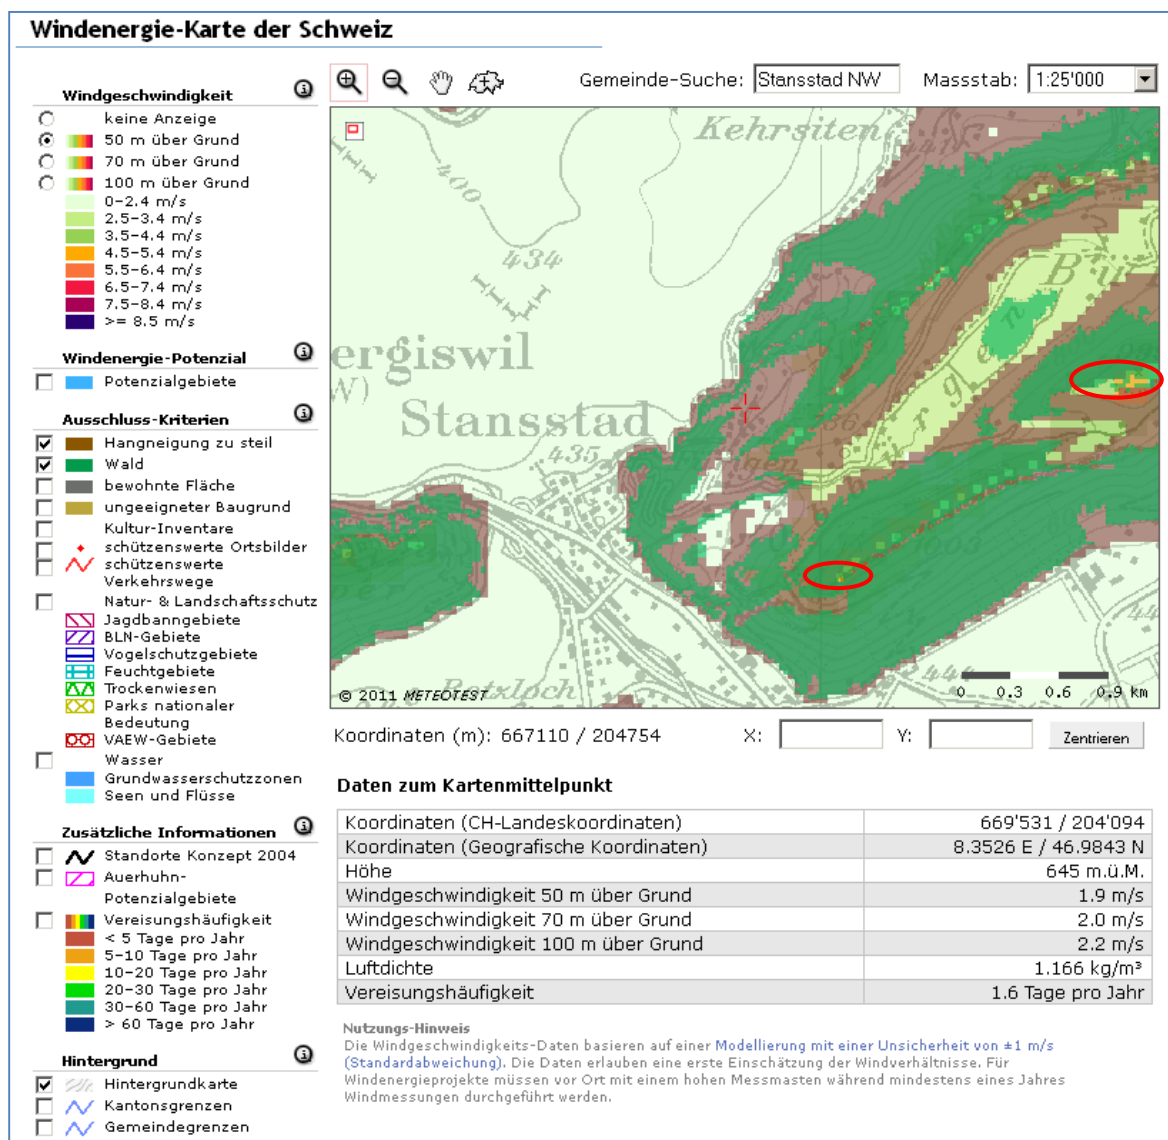 Windenergie-Karte der Schweiz
Windgeschwindigkeit
keine Anzeige
50 m über Grund
70 m über Grund
100 m über Grund
0-2.4 m/s
2.5-3.4 m/s
3.5-4.4 m/s
4.5-5.4 m/s
5.5-6.4 m/s
6.5-7.4 m/s
7.5-8.4 m/s
>= 8.5 m/s
Windenergie-Potenzial
Potenzialgebiete
Ausschluss-Kriterien
Hangneigung zu steil
Wald
bewohnte Fläche
ungeeigneter Baugrund
Kultur-Inventare
schützenswerte Ortsbilder
schützenswerte
Verkehrswege
Natur- & Landschaftsschutz
Jagdbanngebiete
BLN-Gebiete
Vogelschutzgebiete
Feuchtgebiete
Trockenwiesen
Parks nationaler
Bedeutung
VAEW-Gebiete
Wasser
Grundwasserschutzzonen
Seen und Flüsse
Zusätzliche Informationen
Standorte Konzept 2004
Auerhuhn-
Potenzialgebiete
Vereisungshäufigkeit
< 5 Tage pro Jahr
5-10 Tage pro Jahr
10-20 Tage pro Jahr
20-30 Tage pro Jahr
30-60 Tage pro Jahr
> 60 Tage pro Jahr
Hintergrund
Hintergrundkarte
Kantonsgrenzen
Gemeindegrenzen
Gemeinde-Suche: Stansstad NW Massstab: 1:25'000
Kehrsiten
400
434
ergiswil
W)
Stansstad
435
444
© 2011 METEOTEST
0 0.3 0.6 0.9 km
Koordinaten (m): 667110 / 204754 X: Y: Zentrieren
Daten zum Kartenmittelpunkt
Koordinaten (CH-Landeskoordinaten) 669'531 / 204'094
Koordinaten (Geografische Koordinaten) 8.3526 E / 46.9843 N
Höhe 645 m.ü.M.
Windgeschwindigkeit 50 m über Grund 1.9 m/s
Windgeschwindigkeit 70 m über Grund 2.0 m/s
Windgeschwindigkeit 100 m über Grund 2.2 m/s
Luftdichte 1.166 kg/m³
Vereisungshäufigkeit 1.6 Tage pro Jahr
Nutzungs-Hinweis
Die Windgeschwindigkeits-Daten basieren auf einer Modellierung mit einer Unsicherheit von ±1 m/s
(Standardabweichung). Die Daten erlauben eine erste Einschätzung der Windverhältnisse. Für
Windenergieprojekte müssen vor Ort mit einem hohen Messmasten während mindestens eines Jahres
Windmessungen durchgeführt werden.